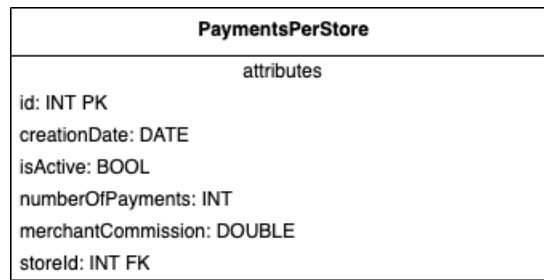 PaymentsPerStore
attributes
id: INT PK
creationDate: DATE
isActive: BOOL
numberOfPayments: INT
merchantCommission: DOUBLE
storeId: INT FK